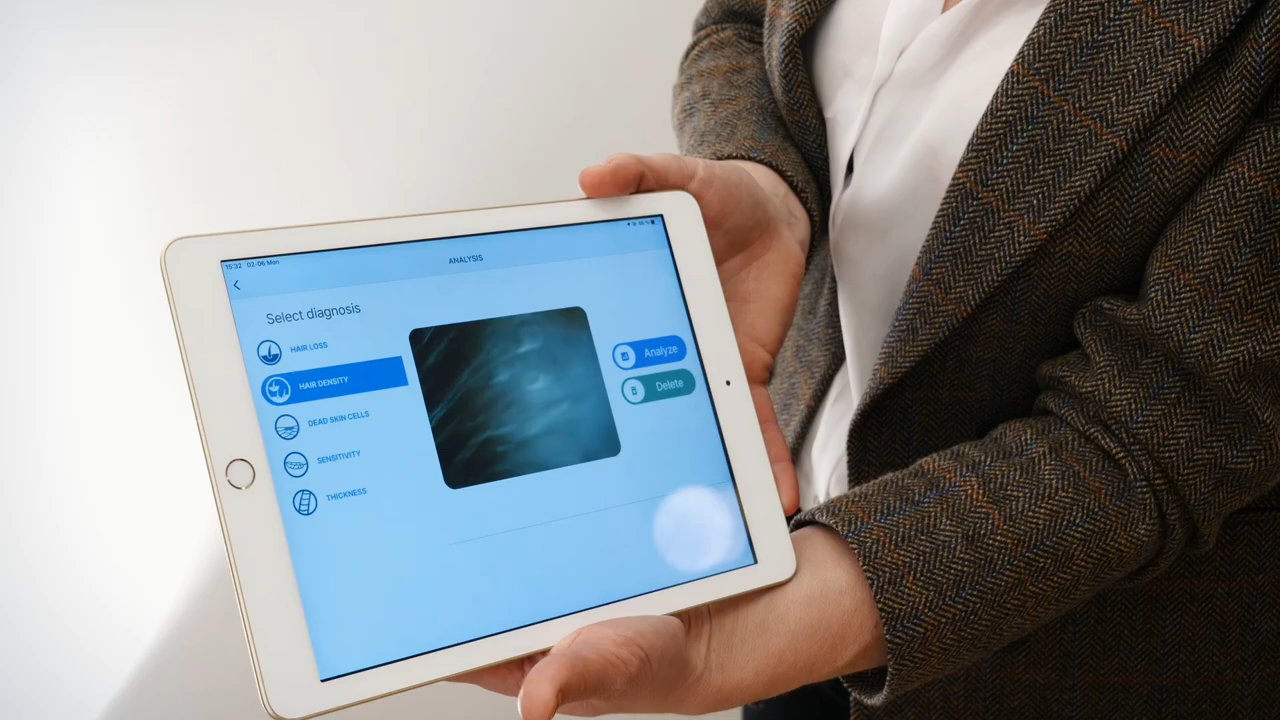 15:32 02-06 Mon
ANALYSIS
Select diagnosis
HAIR LOSS
HAIR DENSITY
DEAD SKIN CELLS
SENSITIVITY
THICKNESS
Analyze
Delete